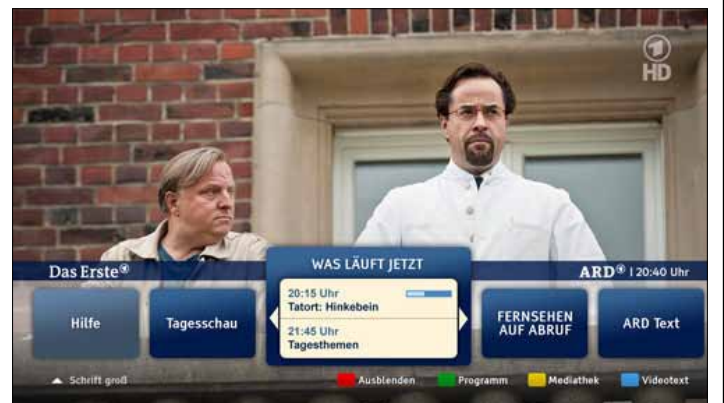 1
HD
WAS LÄUFT JETZT
Das Erste
ARD | 20:40 Uhr
Hilfe
Tagesschau
20:15 Uhr
Tatort: Hinkebein
21:45 Uhr
Tagesthemen
FERNSEHEN
AUF ABRUF
ARD Text
Schrift groß
Ausblenden
Programm
Mediathek
Videotext